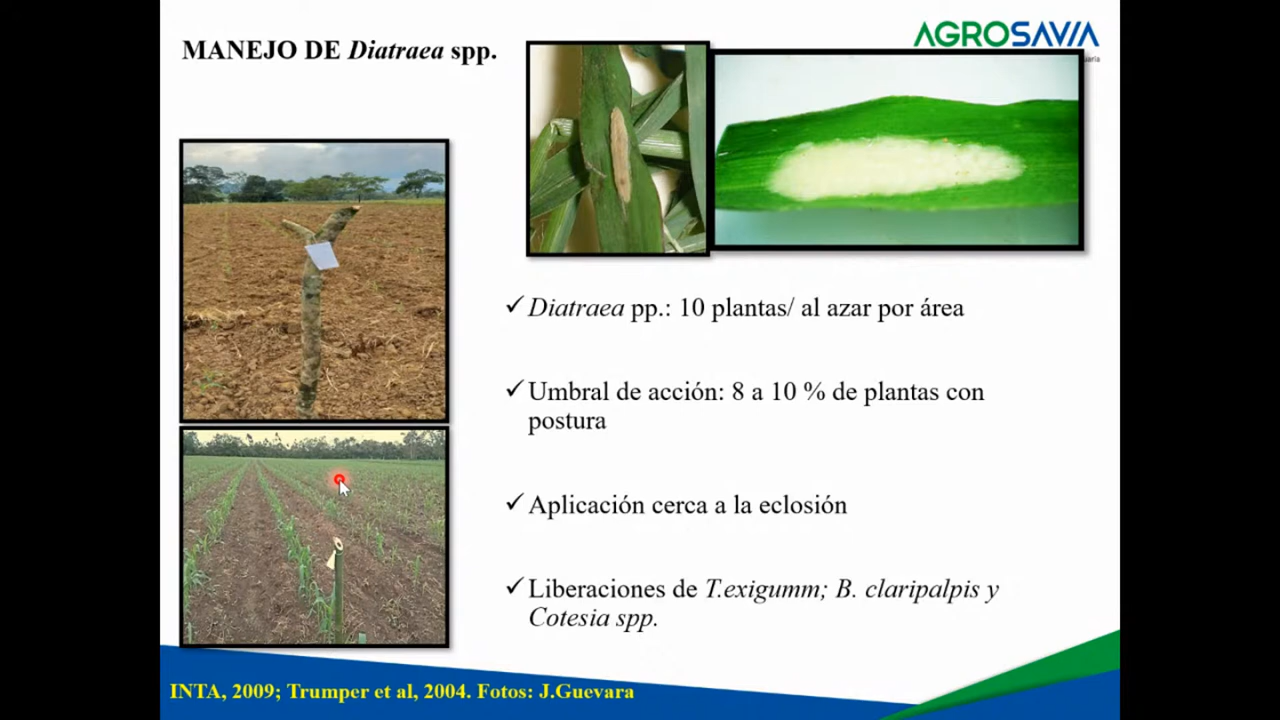 MANEJO DE Diatraea spp.
AGROSAVIA
✓ Diatraea pp.: 10 plantas/ al azar por área
✓ Umbral de acción: 8 a 10 % de plantas con
postura
✓ Aplicación cerca a la eclosión
✓ Liberaciones de T.exigumm; B. claripalpis y
Cotesia spp.
INTA, 2009; Trumper et al, 2004. Fotos: J.Guevara